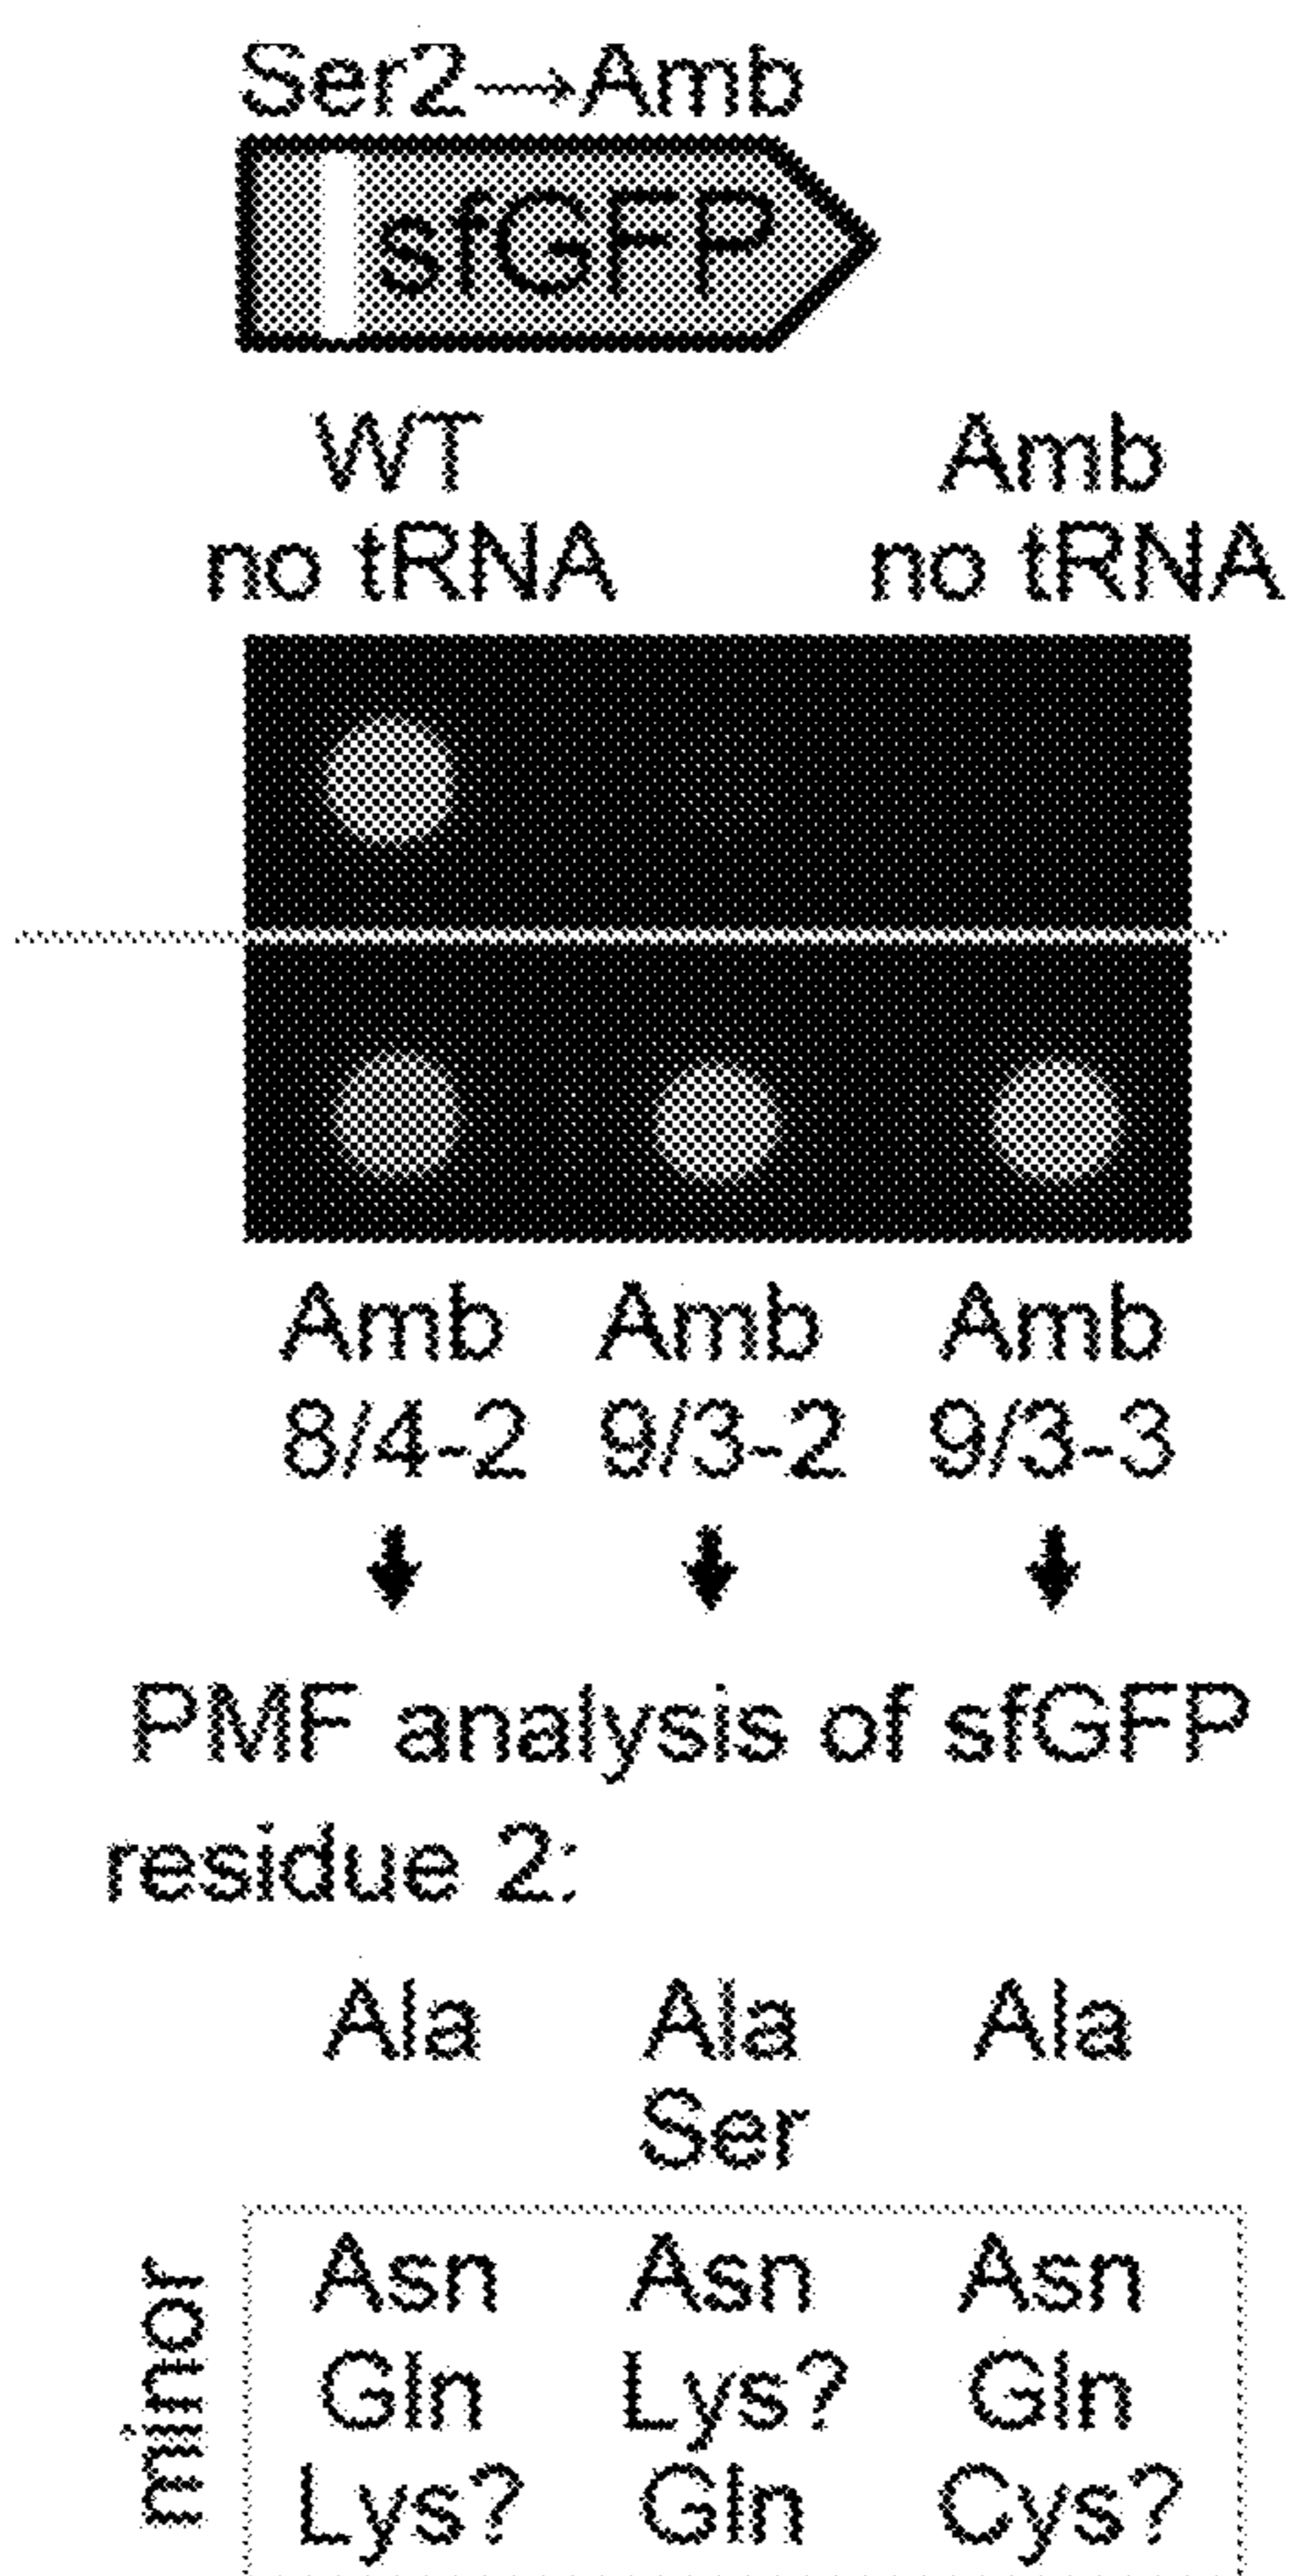 Ser2→Amb
sfGFP
WT Amb
no tRNA no tRNA
Amb Amb Amb
8/4-2 9/3-2 9/3-3
PMF analysis of sfGFP
residue 2:
Ala Ala Ala
Ser
minor
Asn Asn Asn
Gln Lys? Gln
Lys? Gln Cys?